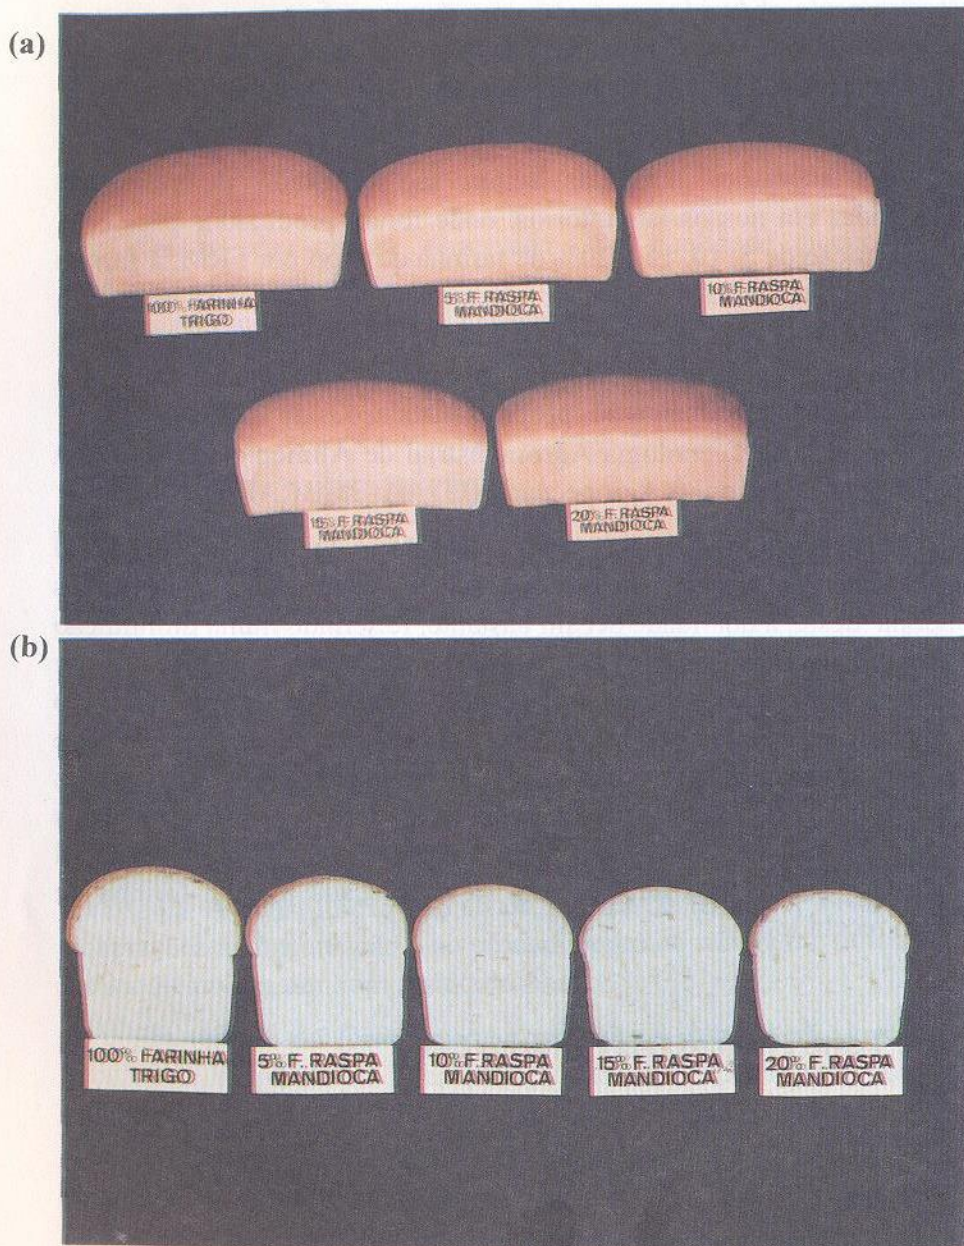 (a)
100% FARINHA
TRIGO
5% F. RASPA
MANDIOCA
10% F. RASPA
MANDIOCA
15% F. RASPA
MANDIOCA
20% F. RASPA
MANDIOCA
(b)
100% FARINHA
TRIGO
5% F. RASPA
MANDIOCA
10% F. RASPA
MANDIOCA
15% F. RASPA
MANDIOCA
20% F. RASPA
MANDIOCA